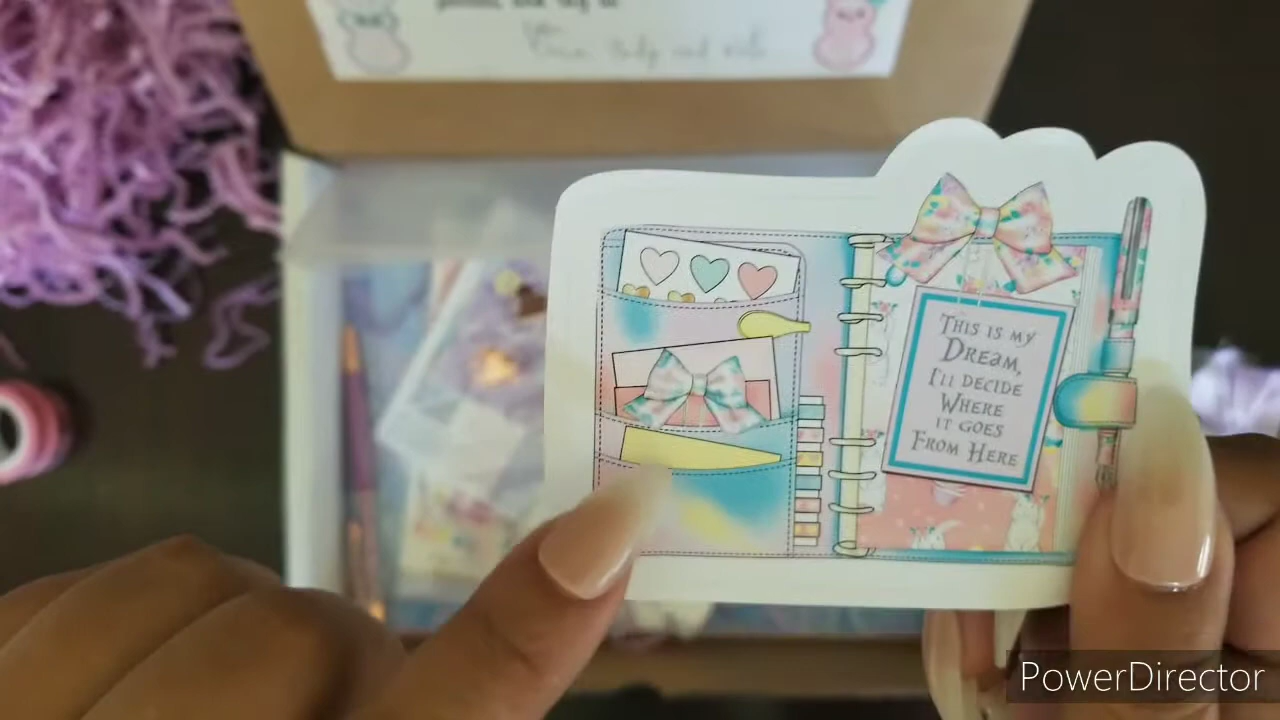 THIS IS MY
DREAM,
I'll DECIDE
WHERE
IT GOES
FROM HERE
PowerDirector